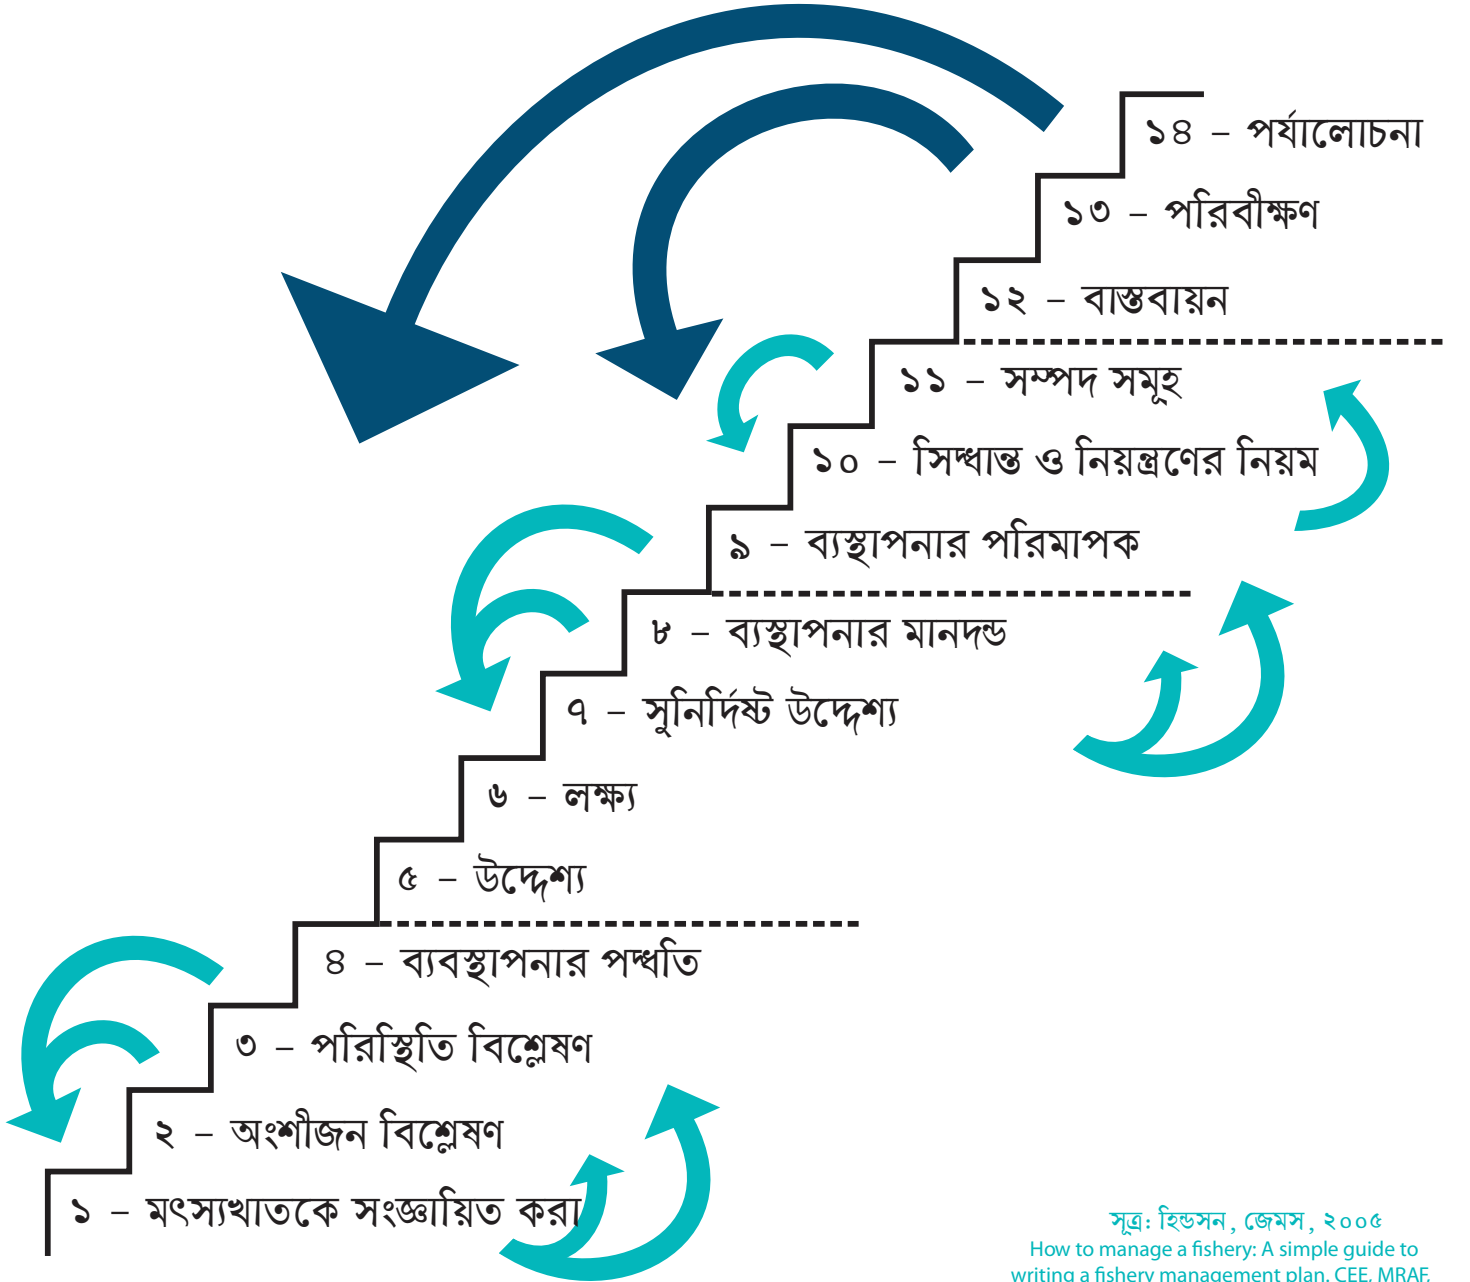 ১৪ – পর্যালোচনা
১৩ – পরিবীক্ষণ
১২ – বাস্তবায়ন
১১ – সম্পদ সমূহ
১০ – সিদ্ধান্ত ও নিয়ন্ত্রণের নিয়ম
৯ – ব্যস্থাপনার পরিমাপক
৮ – ব্যস্থাপনার মানদন্ড
৭ – সুনির্দিষ্ট উদ্দেশ্য
৬ – লক্ষ্য
৫ – উদ্দেশ্য
৪ – ব্যবস্থাপনার পদ্ধতি
৩ – পরিস্থিতি বিশ্লেষণ
২ – অংশীজন বিশ্লেষণ
১ – মৎস্যখাতকে সংজ্ঞায়িত করা
সূত্র: হিন্ডসন, জেমস, ২০০৫
How to manage a fishery: A simple guide to
writing a fishery management plan. CEE. MRAF.